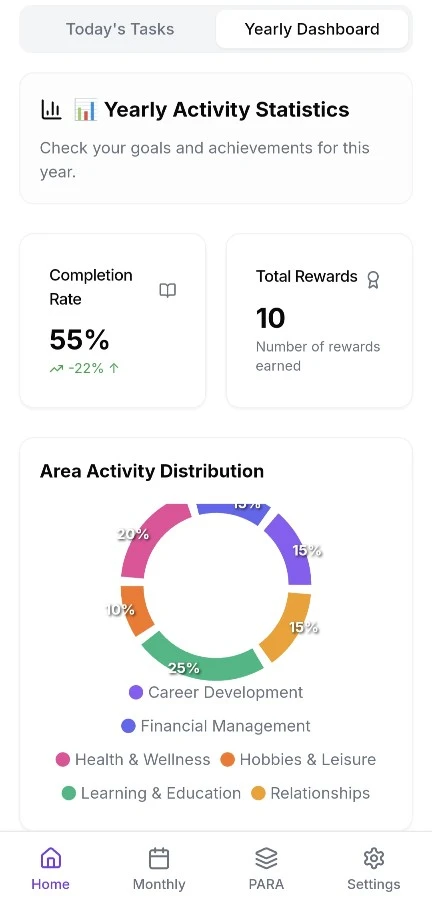 Today's Tasks
Yearly Dashboard
📊 Yearly Activity Statistics
Check your goals and achievements for this
year.
Completion
Rate
55%
-22% ↑
Total Rewards
10
Number of rewards
earned
Area Activity Distribution
15%
20%
15%
10%
15%
25%
Career Development
Financial Management
Health & Wellness
Hobbies & Leisure
Learning & Education
Relationships
Home
Monthly
PARA
Settings